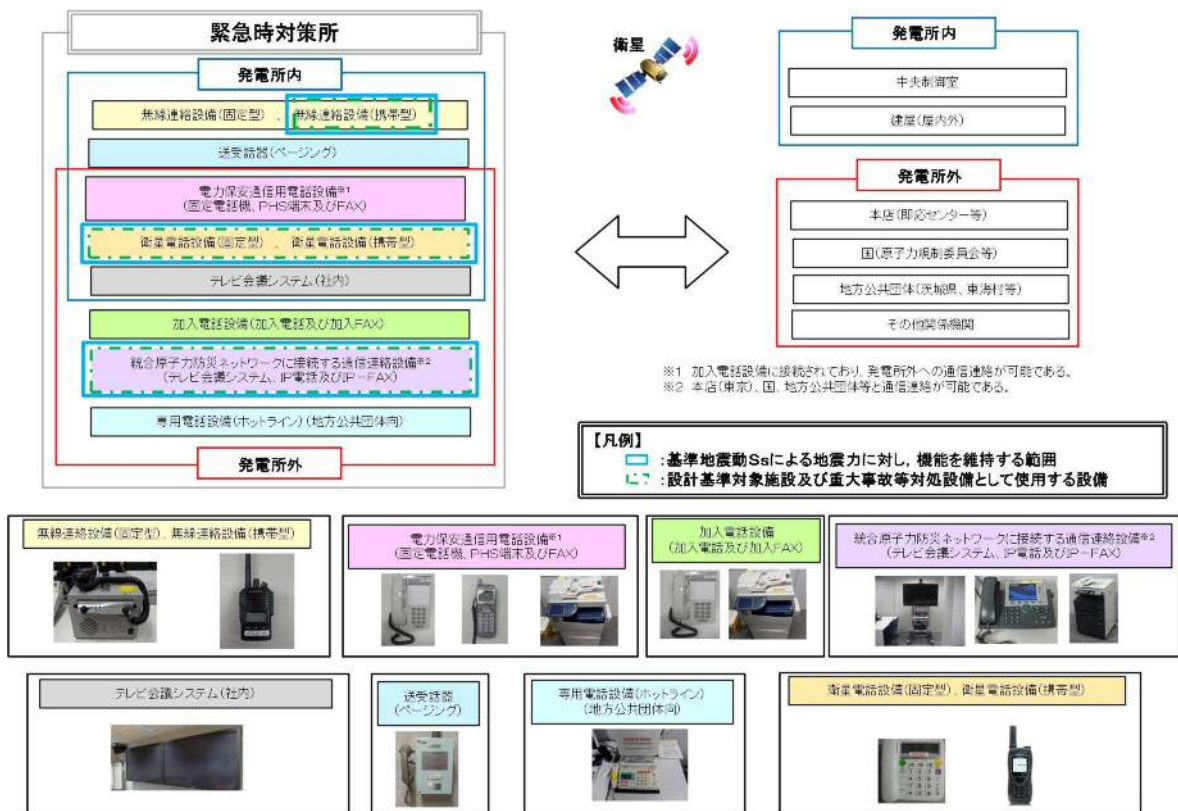 緊急時対策所
発電所内
無線連絡設備(固定型) 、 無線連絡設備(携帯型)
送受話器(ページング)
電力保安通信用電話設備※1
(固定電話機、PHS端末及びFAX)
衛星電話設備(固定型) 、 衛星電話設備(携帯型)
テレビ会議システム(社内)
加入電話設備(加入電話及び加入FAX)
統合原子力防災ネットワークに接続する通信連絡設備※2
(テレビ会議システム、IP電話及びIP-FAX)
専用電話設備(ホットライン)(地方公共団体向)
発電所外
衛星
発電所内
中央制御室
建屋(屋内外)
発電所外
本店(即応センター等)
国(原子力規制委員会等)
地方公共団体(茨城県、東海村等)
その他関係機関
※1 加入電話設備に接続されており、発電所外への通信連絡が可能である。
※2 本店(東京)、国、地方公共団体等と通信連絡が可能である。
【凡例】
:基準地震動Ssによる地震力に対し,機能を維持する範囲
:設計基準対象施設及び重大事故等対処設備として使用する設備
無線連絡設備(固定型),無線連絡設備(携帯型)
電力保安通信用電話設備※1
(固定電話機、PHS端末及びFAX)
加入電話設備
(加入電話及び加入FAX)
統合原子力防災ネットワークに接続する通信連絡設備※2
(テレビ会議システム、IP電話及びIP-FAX)
テレビ会議システム(社内)
送受話器
(ページング)
専用電話設備(ホットライン)
(地方公共団体向)
衛星電話設備(固定型),衛星電話設備(携帯型)